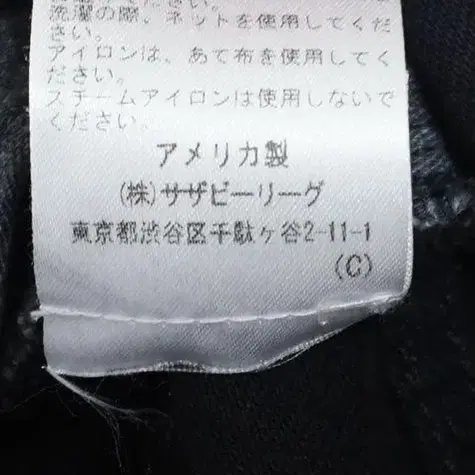 洗濯の際、ネットを使用してくだ
さい。
アイロンは、あて布を使用してく
ださい。
スチームアイロンは使用しないで
ください。
アメリカ製
(株)サザビーリーグ
東京都渋谷区千駄ヶ谷2-11-1
(C)